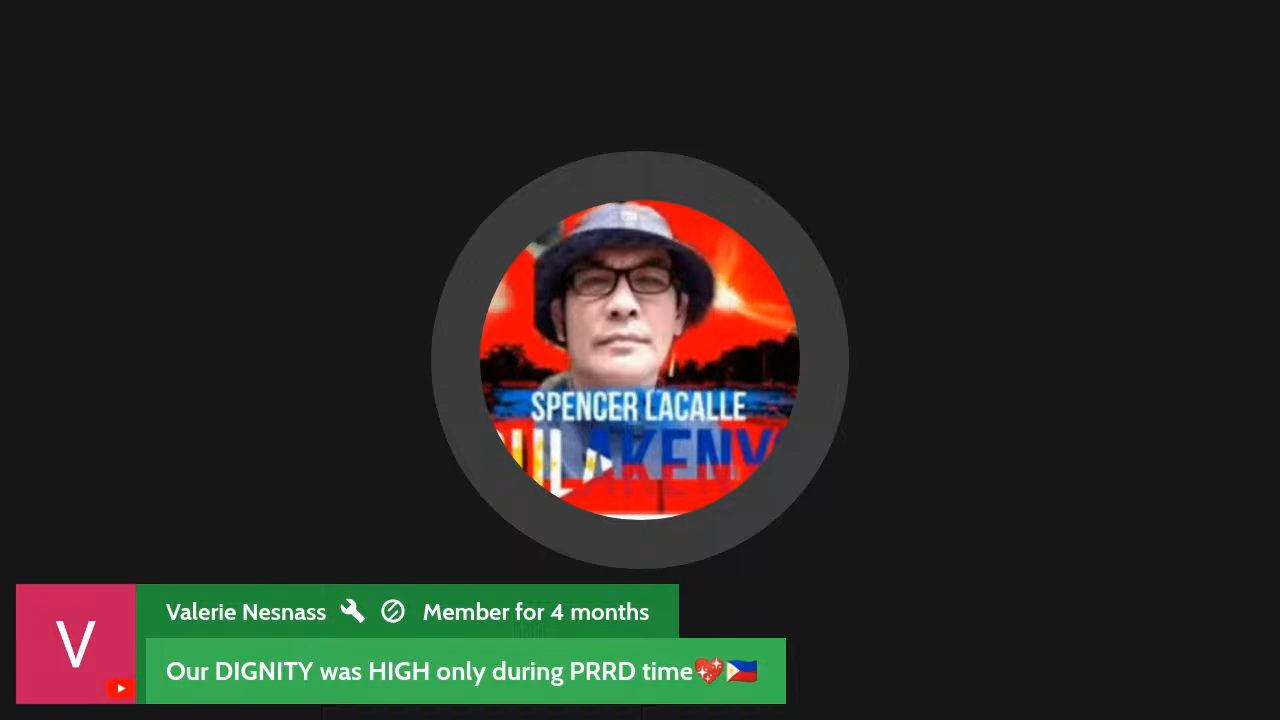 SPENCER LACALLE
Valerie Nesnass Member for 4 months
V
Our DIGNITY was HIGH only during PRRD time💖🇵🇭